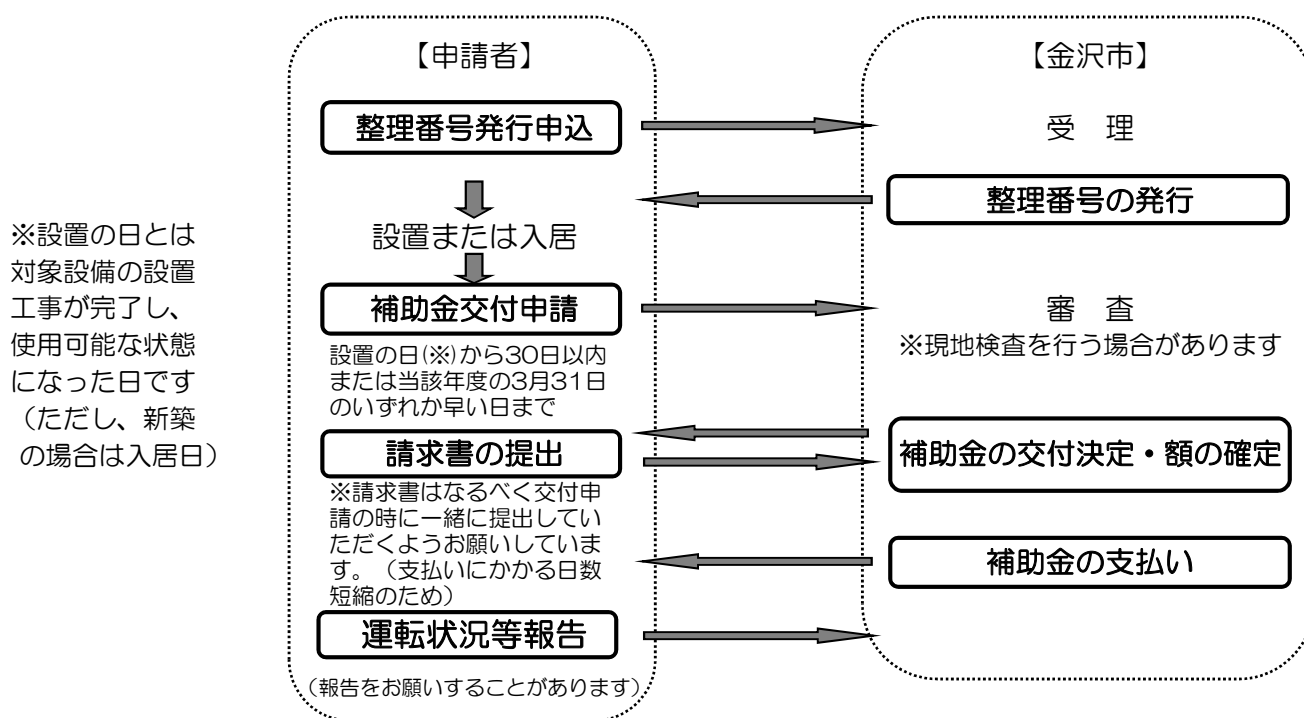 【申請者】
【金沢市】
整理番号発行申込
受　理
整理番号の発行
設置または入居
※設置の日とは
対象設備の設置
工事が完了し、
使用可能な状態
になった日です
（ただし、新築
の場合は入居日）
補助金交付申請
審　査
※現地検査を行う場合があります
設置の日(※)から30日以内
または当該年度の3月31日
のいずれか早い日まで
請求書の提出
補助金の交付決定・額の確定
※請求書はなるべく交付申
請の時に一緒に提出してい
ただくようお願いしていま
す。（支払いにかかる日数
短縮のため）
補助金の支払い
運転状況等報告
（報告をお願いすることがあります）